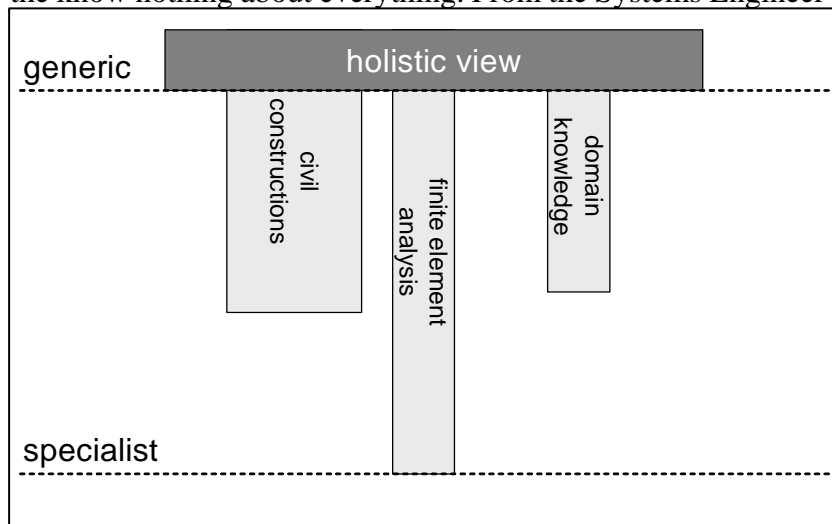 the know nothing about everything. From the Systems Engineer
holistic view
generic
civil
constructions
finite element
analysis
domain
knowledge
specialist